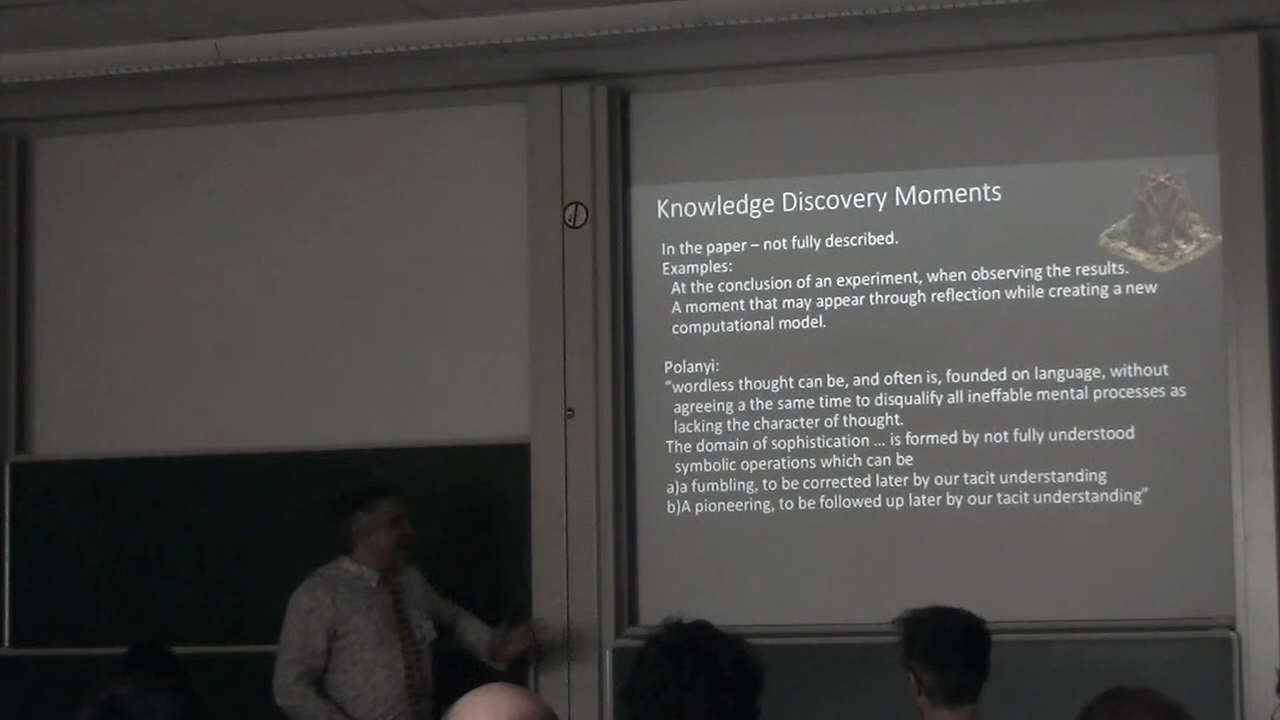 Knowledge Discovery Moments
In the paper – not fully described.
Examples:
At the conclusion of an experiment, when observing the results.
A moment that may appear through reflection while creating a new
computational model.
Polanyi:
“wordless thought can be, and often is, founded on language, without
agreeing a the same time to disqualify all ineffable mental processes as
lacking the character of thought.
The domain of sophistication ... is formed by not fully understood
symbolic operations which can be
a)a fumbling, to be corrected later by our tacit understanding
b)A pioneering, to be followed up later by our tacit understanding”